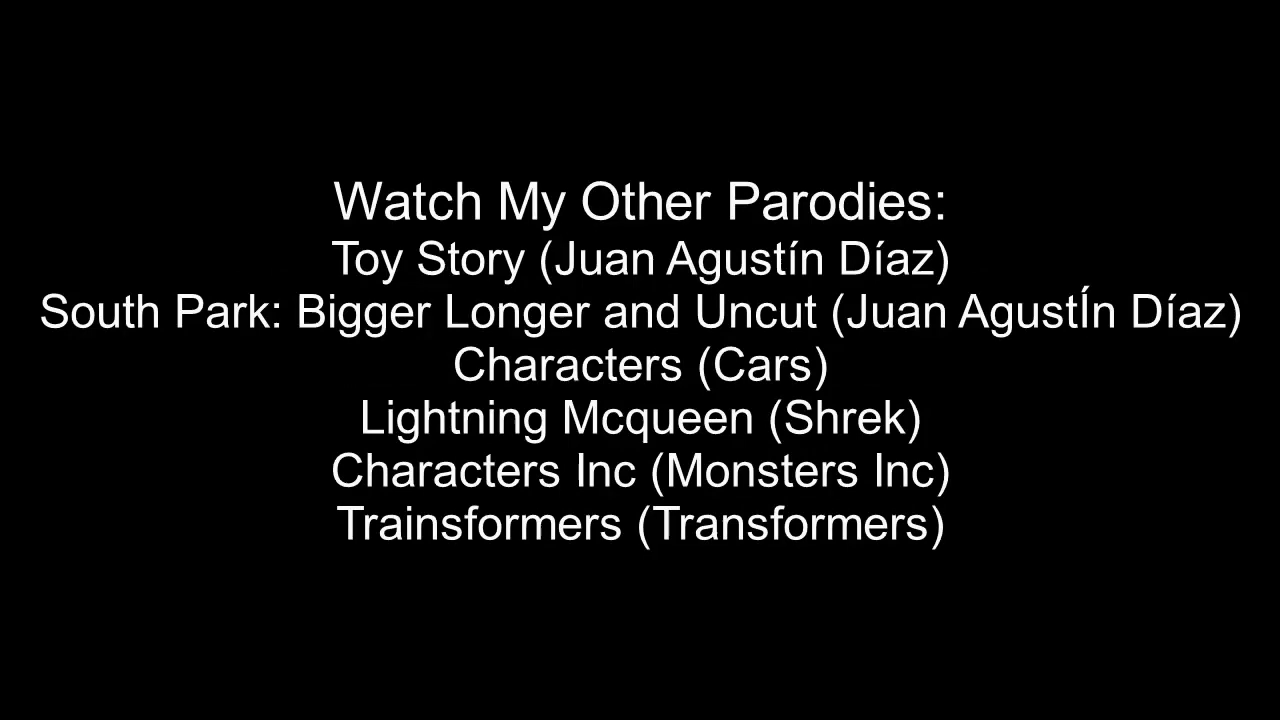 Watch My Other Parodies:
Toy Story (Juan Agustín Díaz)
South Park: Bigger Longer and Uncut (Juan AgustÍn Díaz)
Characters (Cars)
Lightning Mcqueen (Shrek)
Characters Inc (Monsters Inc)
Trainsformers (Transformers)